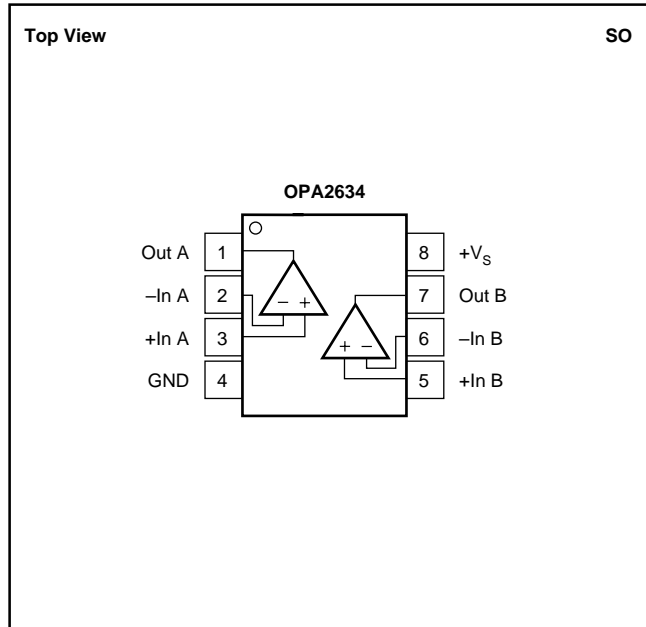 Top View SO
OPA2634
Out A 1 8 +VS
–In A 2 7 Out B
– +
+In A 3 6 –In B
+ –
GND 4 5 +In B